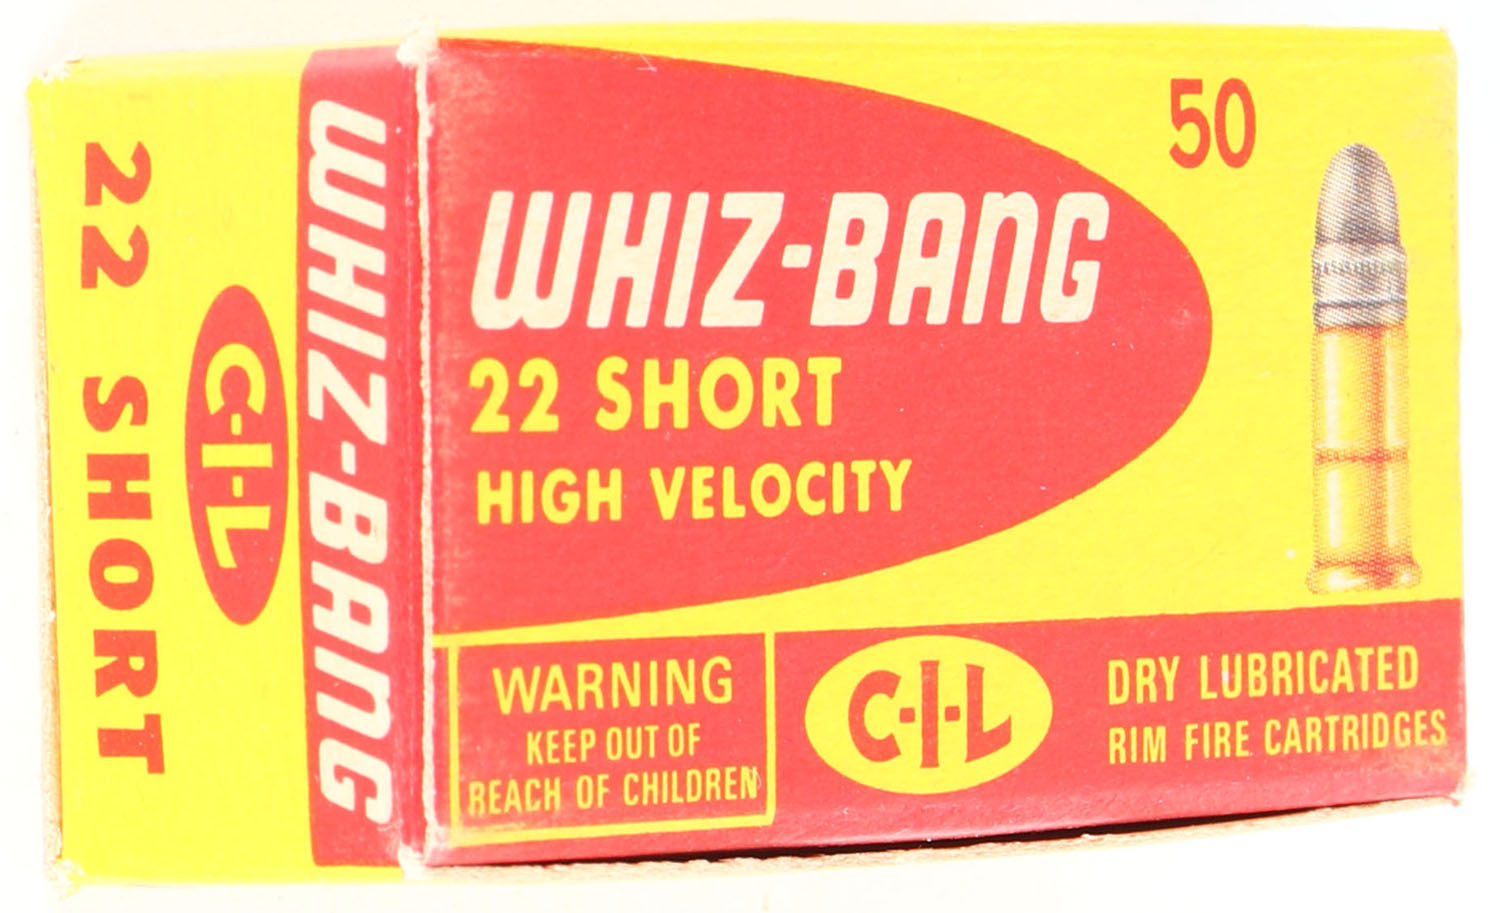 22 SHORT
C-I-L
WHIZ-BANG
50
WHIZ-BANG
22 SHORT
HIGH VELOCITY
WARNING
KEEP OUT OF
REACH OF CHILDREN
C-I-L
DRY LUBRICATED
RIM FIRE CARTRIDGES